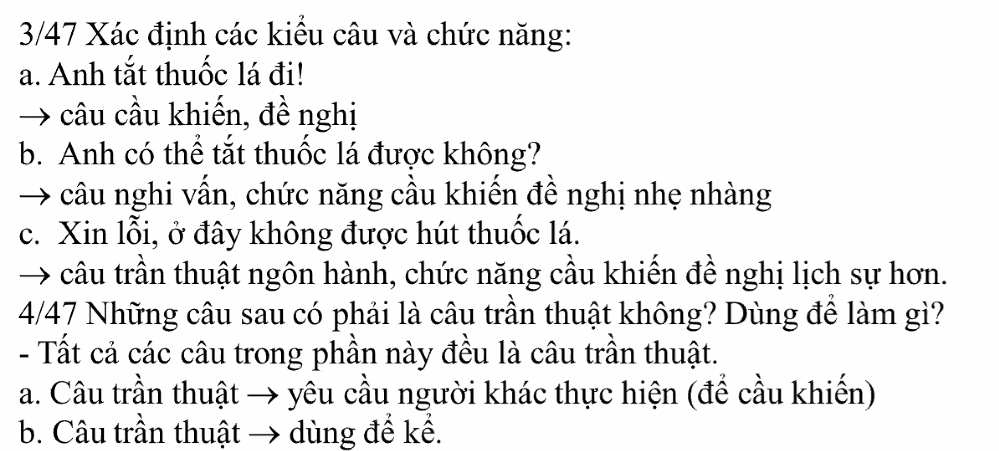 3/47 Xác định các kiểu câu và chức năng:
a. Anh tắt thuốc lá đi!
→ câu cầu khiến, đề nghị
b. Anh có thể tắt thuốc lá được không?
→ câu nghi vấn, chức năng cầu khiến đề nghị nhẹ nhàng
c. Xin lỗi, ở đây không được hút thuốc lá.
→ câu trần thuật ngôn hành, chức năng cầu khiến đề nghị lịch sự hơn.
4/47 Những câu sau có phải là câu trần thuật không? Dùng để làm gì?
- Tất cả các câu trong phần này đều là câu trần thuật.
a. Câu trần thuật → yêu cầu người khác thực hiện (để cầu khiến)
b. Câu trần thuật → dùng để kể.